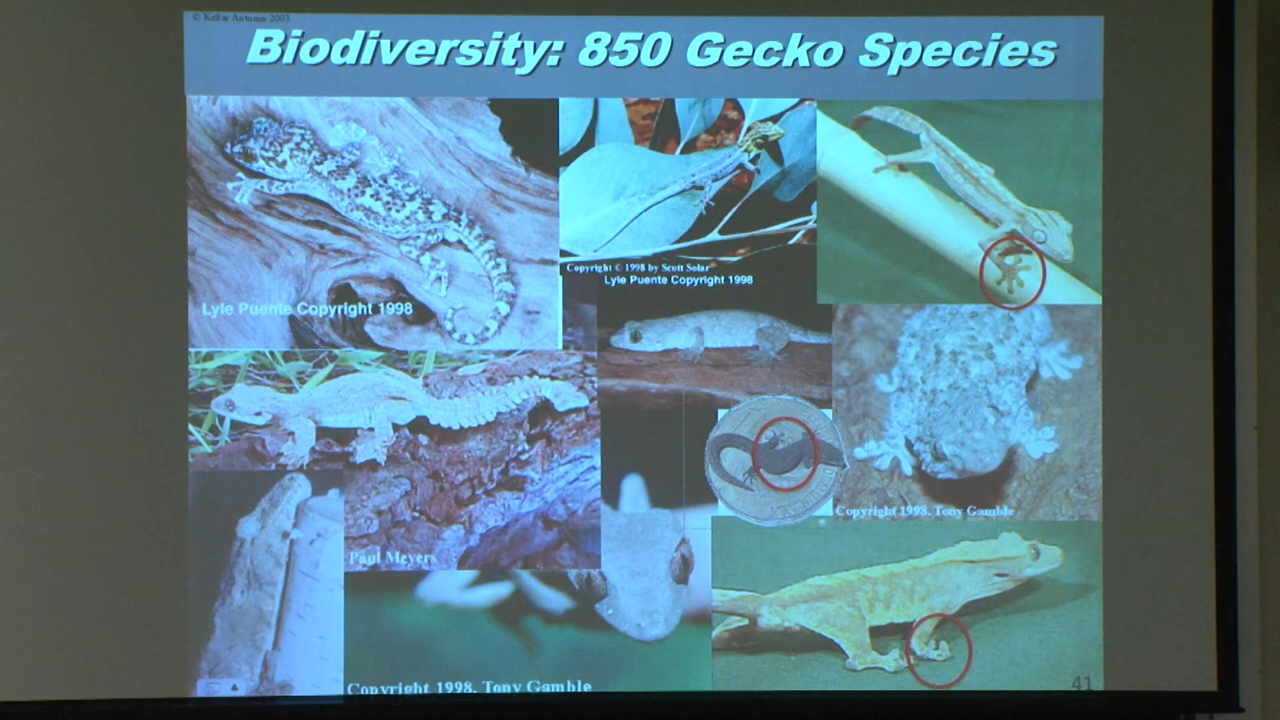 © Kellar Autumn 2003
Biodiversity: 850 Gecko Species
Copyright © 1998 by Scott Solar
Lyle Puente Copyright 1998
Lyle Puente Copyright 1998
Copyright 1998, Tony Gamble
Paul Meyers
Copyright 1998, Tony Gamble
41